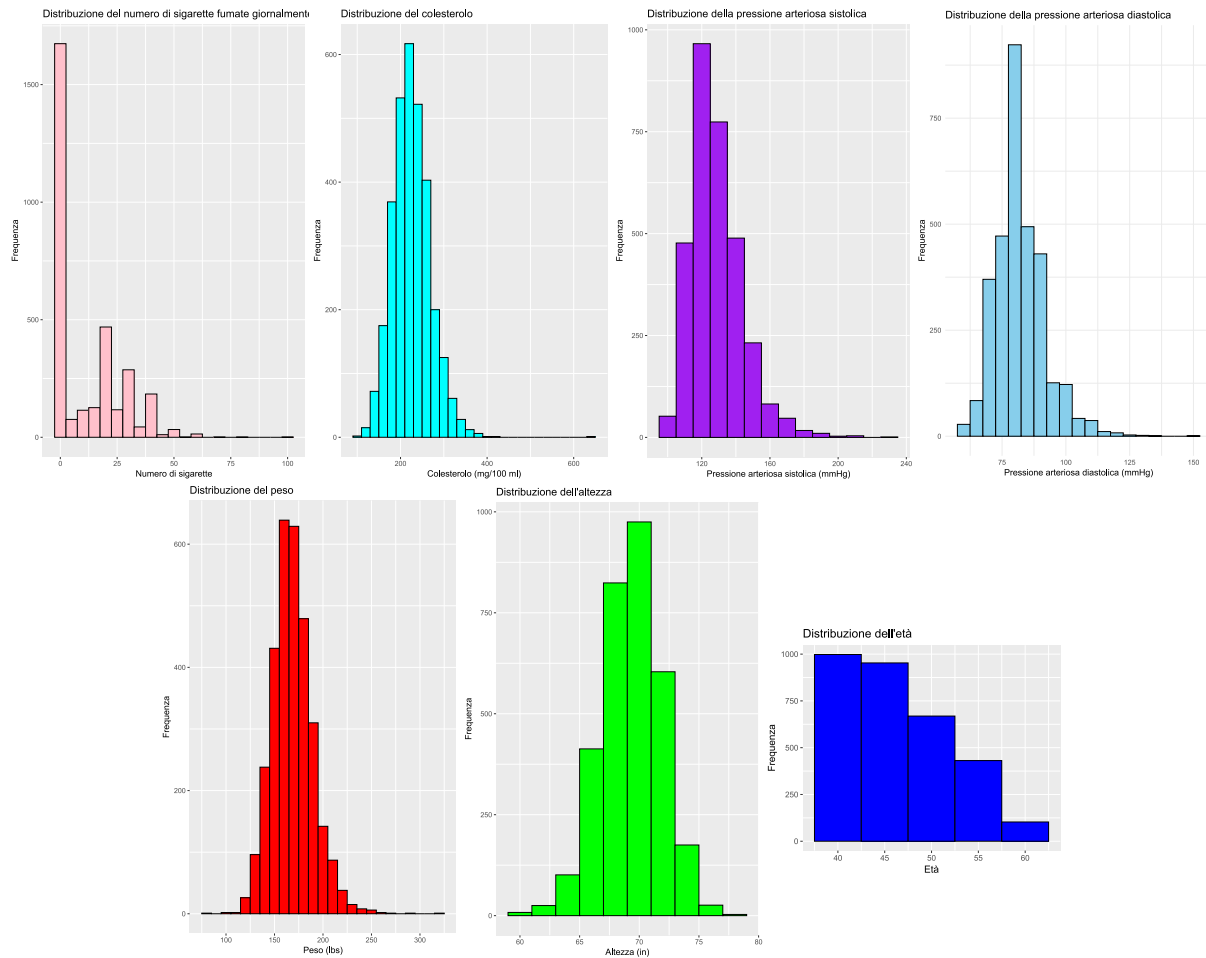 Distribuzione del numero di sigarette fumate giornalmente
Frequenza
1500
1000
500
0
0 25 50 75 100
Numero di sigarette
Distribuzione del colesterolo
Frequenza
600
400
200
0
200 400 600
Colesterolo (mg/100 ml)
Distribuzione della pressione arteriosa sistolica
Frequenza
1000
750
500
250
0
120 160 200 240
Pressione arteriosa sistolica (mmHg)
Distribuzione della pressione arteriosa diastolica
Frequenza
750
500
250
0
75 100 125 150
Pressione arteriosa diastolica (mmHg)
Distribuzione del peso
Frequenza
600
400
200
0
100 150 200 250 300
Peso (lbs)
Distribuzione dell'altezza
Frequenza
1000
750
500
250
0
60 65 70 75 80
Altezza (in)
Distribuzione dell'età
Frequenza
1000
750
500
250
0
40 45 50 55 60
Età